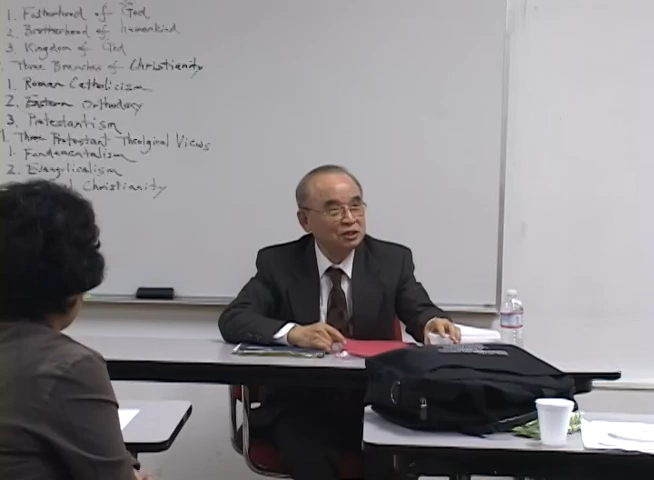 1. Fatherhood of God
2. Brotherhood of humankind
3. Kingdom of God
Three Branches of Christianity
1. Roman Catholicism
2. Eastern Orthodoxy
3. Protestantism
Three Protestant Theolgical Views
1. Fundamentalism
2. Evangelicalism
Christianity